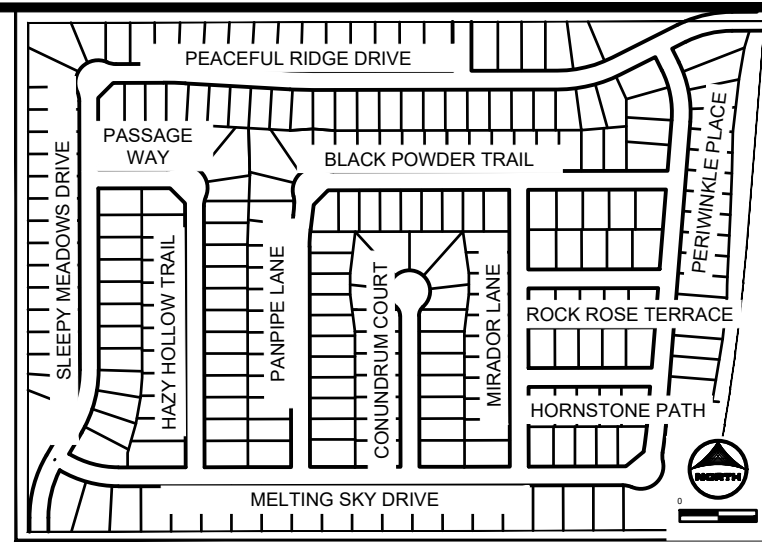 PEACEFUL RIDGE DRIVE
PASSAGE
WAY
BLACK POWDER TRAIL
SLEEPY MEADOWS DRIVE
HAZY HOLLOW TRAIL
PANPIPE LANE
CONUNDRUM COURT
MIRADOR LANE
PERIWINKLE PLACE
ROCK ROSE TERRACE
HORNSTONE PATH
MELTING SKY DRIVE
NORTH
0